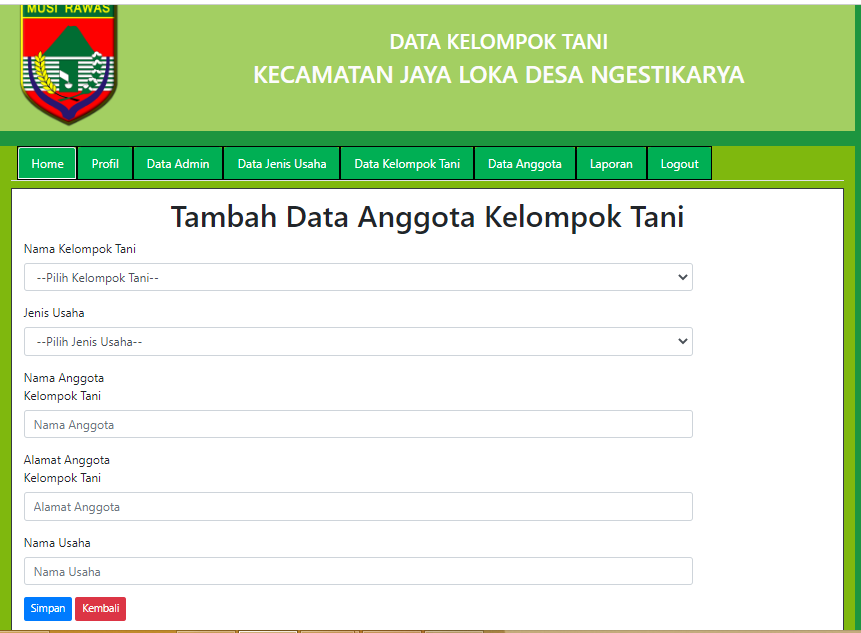 MUSI RAWAS
DATA KELOMPOK TANI
KECAMATAN JAYA LOKA DESA NGESTIKARYA
Home Profil Data Admin Data Jenis Usaha Data Kelompok Tani Data Anggota Laporan Logout
Tambah Data Anggota Kelompok Tani
Nama Kelompok Tani
--Pilih Kelompok Tani--
Jenis Usaha
--Pilih Jenis Usaha--
Nama Anggota
Kelompok Tani
Nama Anggota
Alamat Anggota
Kelompok Tani
Alamat Anggota
Nama Usaha
Nama Usaha
Simpan Kembali